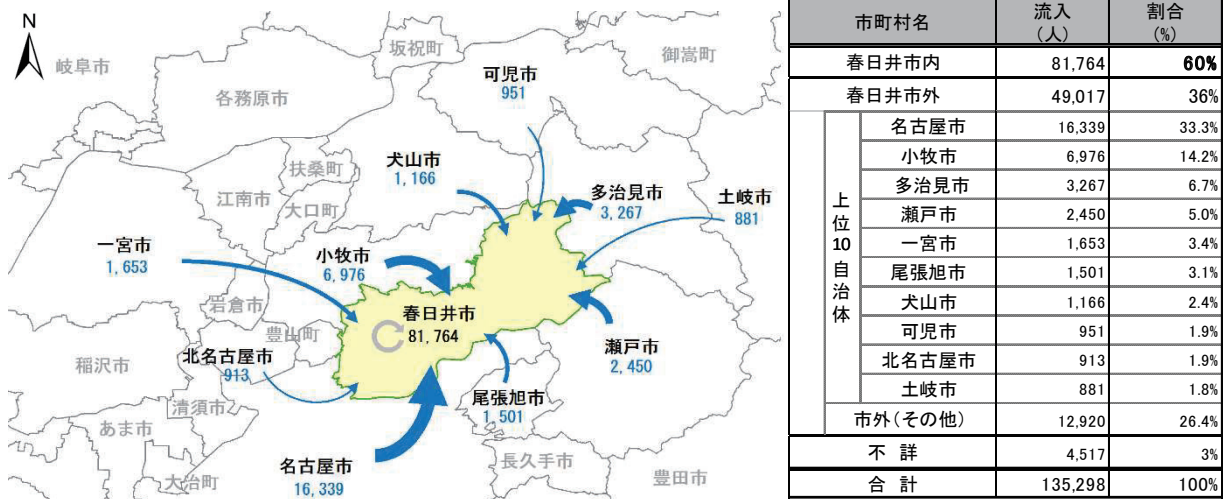 N
岐阜市
坂祝町
御嵩町
可児市
951
各務原市
犬山市
1,166
扶桑町
江南市
大口町
多治見市
3,267
土岐市
881
一宮市
1,653
小牧市
6,976
岩倉市
春日井市
81,764
豊山町
稲沢市
北名古屋市
913
瀬戸市
2,450
尾張旭市
1,501
清須市
あま市
大治町
名古屋市
16,339
長久手市
豊田市
市町村名 流入(人) 割合(%)
春日井市内 81,764 60%
春日井市外 49,017 36%
上位10自治体
名古屋市 16,339 33.3%
小牧市 6,976 14.2%
多治見市 3,267 6.7%
瀬戸市 2,450 5.0%
一宮市 1,653 3.4%
尾張旭市 1,501 3.1%
犬山市 1,166 2.4%
可児市 951 1.9%
北名古屋市 913 1.9%
土岐市 881 1.8%
市外(その他) 12,920 26.4%
不詳 4,517 3%
合計 135,298 100%